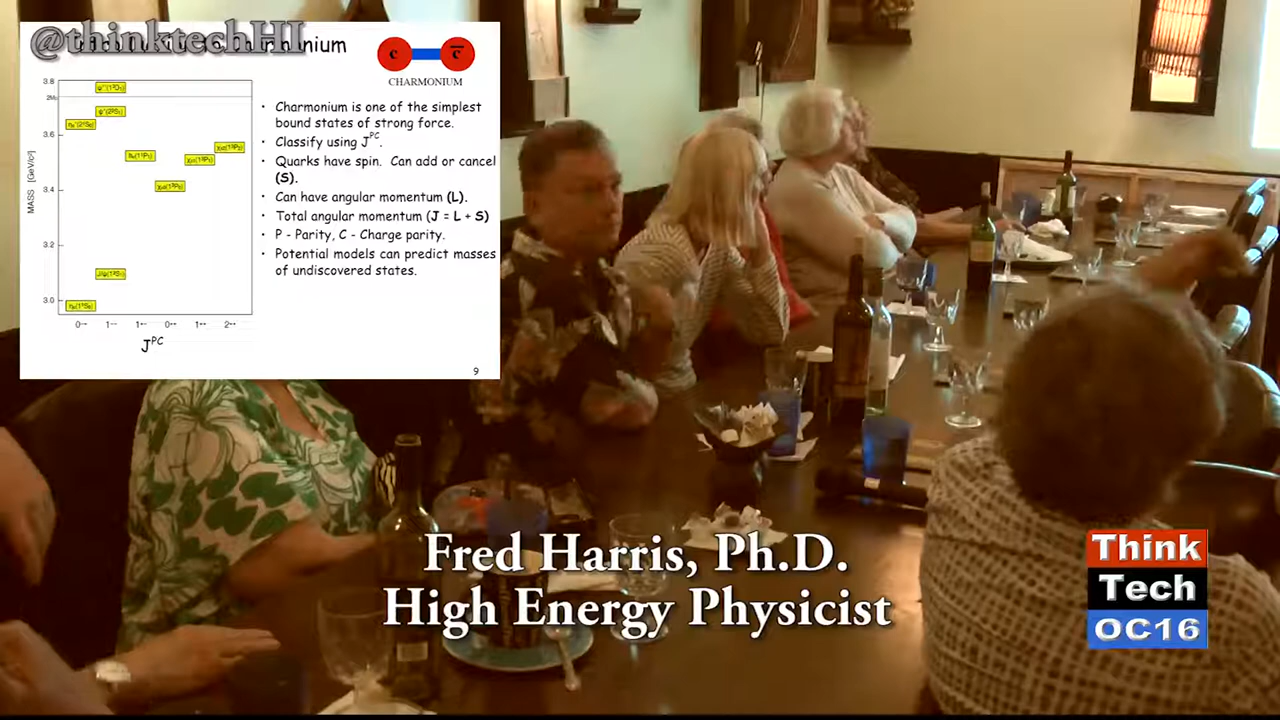 @thinktechHI
CHARMONIUM
c
c
• Charmonium is one of the simplest
bound states of strong force.
• Classify using JPC.
• Quarks have spin. Can add or cancel
(S).
• Can have angular momentum (L).
• Total angular momentum (J = L + S)
• P - Parity, C - Charge parity.
• Potential models can predict masses
of undiscovered states.
MASS [GeV/c²]
3.8
3.6
3.4
3.2
3.0
JPC
9
Fred Harris, Ph.D.
High Energy Physicist
Think
Tech
OC16